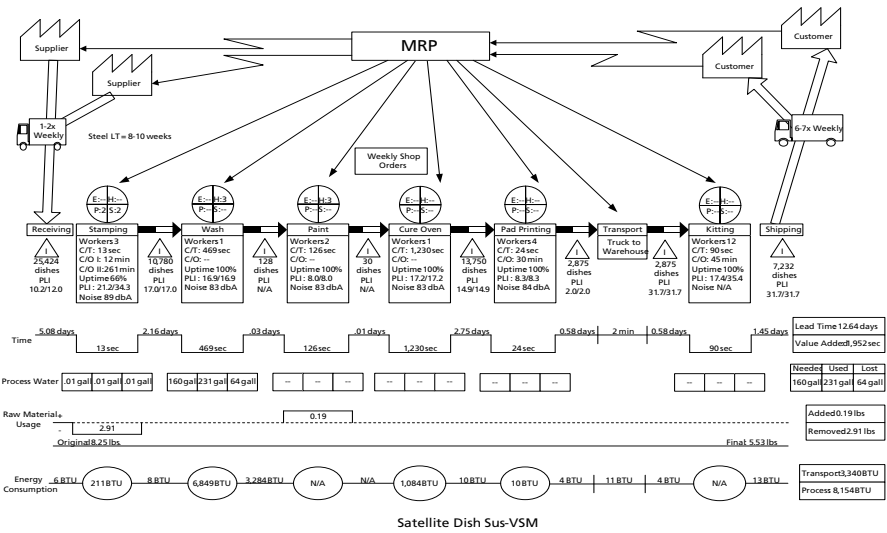 Supplier
MRP
Customer
Supplier
Customer
1-2x
Weekly
6-7x Weekly
Steel LT = 8-10 weeks
Weekly Shop
Orders
E:-- H:--
P:2 S:2
E:-- H:3
P:-- S:--
E:-- H:3
P:-- S:--
E:-- H:--
P:-- S:--
E:-- H:--
P:-- S:--
E:-- H:--
P:-- S:--
Receiving
I
25,424
dishes
PLI
10.2/12.0
Stamping
Workers 3
C/T: 13 sec
C/O I: 12 min
C/O II: 261 min
Uptime 66%
PLI : 21.2/34.3
Noise 89 dbA
I
10,780
dishes
PLI
17.0/17.0
Wash
Workers 1
C/T: 469 sec
C/O: --
Uptime 100%
PLI : 16.9/16.9
Noise 83 dbA
I
128
dishes
PLI
N/A
Paint
Workers 2
C/T: 126 sec
C/O: --
Uptime 100%
PLI : 8.0/8.0
Noise 83 dbA
I
30
dishes
PLI
N/A
Cure Oven
Workers 1
C/T: 1,230 sec
C/O: --
Uptime 100%
PLI : 17.2/17.2
Noise 83 dbA
I
13,750
dishes
PLI
14.9/14.9
Pad Printing
Workers 4
C/T: 24 sec
C/O: 30 min
Uptime 100%
PLI : 8.3/8.3
Noise 84 dbA
I
2,875
dishes
PLI
2.0/2.0
Transport
Truck to
Warehouse
I
2,875
dishes
PLI
31.7/31.7
Kitting
Workers 12
C/T: 90 sec
C/O: 45 min
Uptime 100%
PLI : 17.4/35.4
Noise N/A
Shipping
I
7,232
dishes
PLI
31.7/31.7
Time
5.08 days 2.16 days .03 days .01 days 2.75 days 0.58 days 2 min 0.58 days 1.45 days
13 sec 469 sec 126 sec 1,230 sec 24 sec 90 sec
Lead Time 12.64 days
Value Added 1,952 sec
Process Water
.01 gal .01 gal .01 gal 160 gal 231 gal 64 gal -- -- -- -- -- -- -- -- -- -- -- --
Needed Used Lost
160 gal 231 gal 64 gal
Raw Material
Usage
+
-
2.91
0.19
Original 8.25 lbs.
Final: 5.53 lbs
Added 0.19 lbs
Removed 2.91 lbs
Energy
Consumption
6 BTU 211 BTU 8 BTU 6,849 BTU 3,284 BTU N/A N/A 1,084 BTU 10 BTU 10 BTU 4 BTU 11 BTU 4 BTU N/A 13 BTU
Transport 3,340 BTU
Process 8,154 BTU
Satellite Dish Sus-VSM